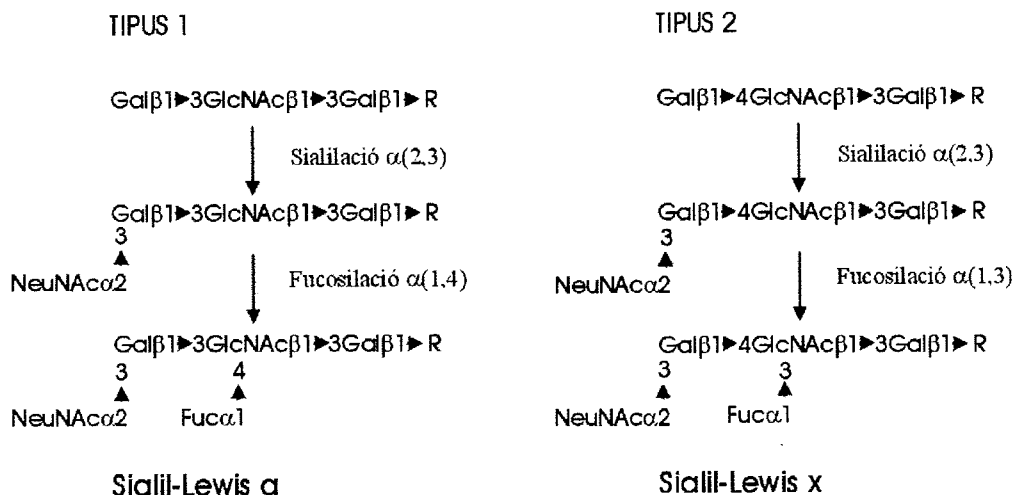 TIPUS 1
Galβ1►3GlcNAcβ1►3Galβ1►R
Sialilació α(2,3)
Galβ1►3GlcNAcβ1►3Galβ1►R
3
NeuNAcα2
Fucosilació α(1,4)
Galβ1►3GlcNAcβ1►3Galβ1►R
3 4
NeuNAcα2 Fucα1
Sialil-Lewis a
TIPUS 2
Galβ1►4GlcNAcβ1►3Galβ1►R
Sialilació α(2,3)
Galβ1►4GlcNAcβ1►3Galβ1►R
3
NeuNAcα2
Fucosilació α(1,3)
Galβ1►4GlcNAcβ1►3Galβ1►R
3 3
NeuNAcα2 Fucα1
Sialil-Lewis x